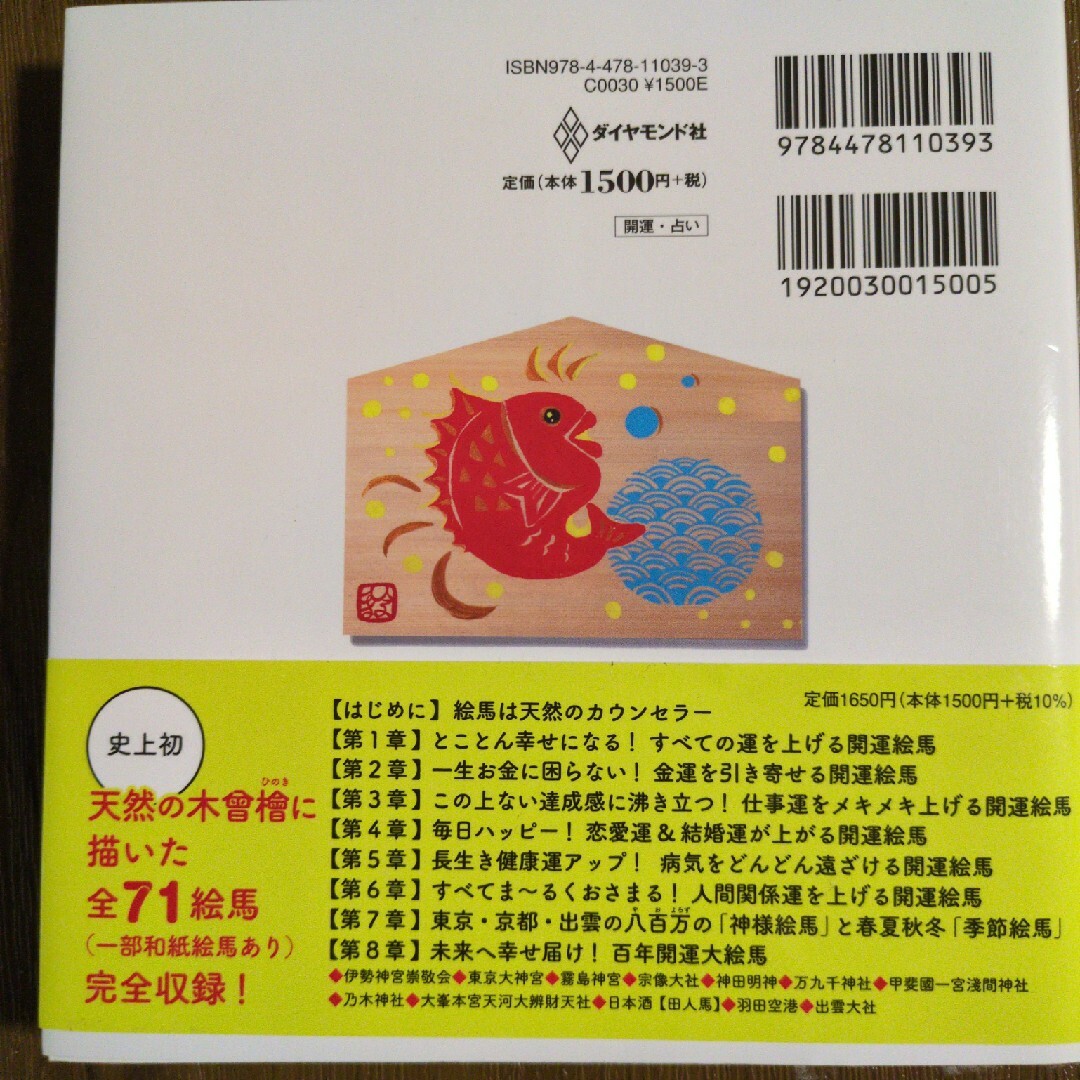 ISBN978-4-478-11039-3
C0030 ¥1500E
ダイヤモンド社
定価(本体1500円+税)
開運・占い
9784478110393
1920030015005
定価1650円(本体1500円+税10%)
史上初
ひのき
天然の木曾檜に
描いた
全71絵馬
(一部和紙絵馬あり)
完全収録！
【はじめに】絵馬は天然のカウンセラー
【第1章】とことん幸せになる！ すべての運を上げる開運絵馬
【第2章】一生お金に困らない！ 金運を引き寄せる開運絵馬
【第3章】この上ない達成感に沸き立つ！ 仕事運をメキメキ上げる開運絵馬
【第4章】毎日ハッピー！ 恋愛運＆結婚運が上がる開運絵馬
【第5章】長生き健康運アップ！ 病気をどんどん遠ざける開運絵馬
【第6章】すべてま〜るくおさまる！ 人間関係運を上げる開運絵馬
や お よろず
【第7章】東京・京都・出雲の八百万の「神様絵馬」と春夏秋冬「季節絵馬」
【第8章】未来へ幸せ届け！ 百年開運大絵馬
◆伊勢神宮崇敬会◆東京大神宮◆霧島神宮◆宗像大社◆神田明神◆万九千神社◆甲斐國一宮浅間神社
◆乃木神社◆大峯本宮天河大辨財天社◆日本酒【田人馬】◆羽田空港◆出雲大社